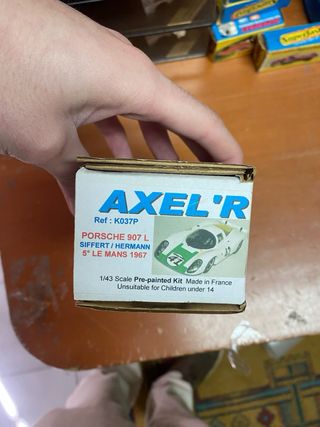 AXEL'R
Ref : K037P
PORSCHE 907 L
SIFFERT / HERMANN
5° LE MANS 1967
1/43 Scale Pre-painted Kit Made in France
Unsuitable for Children under 14
Superfast